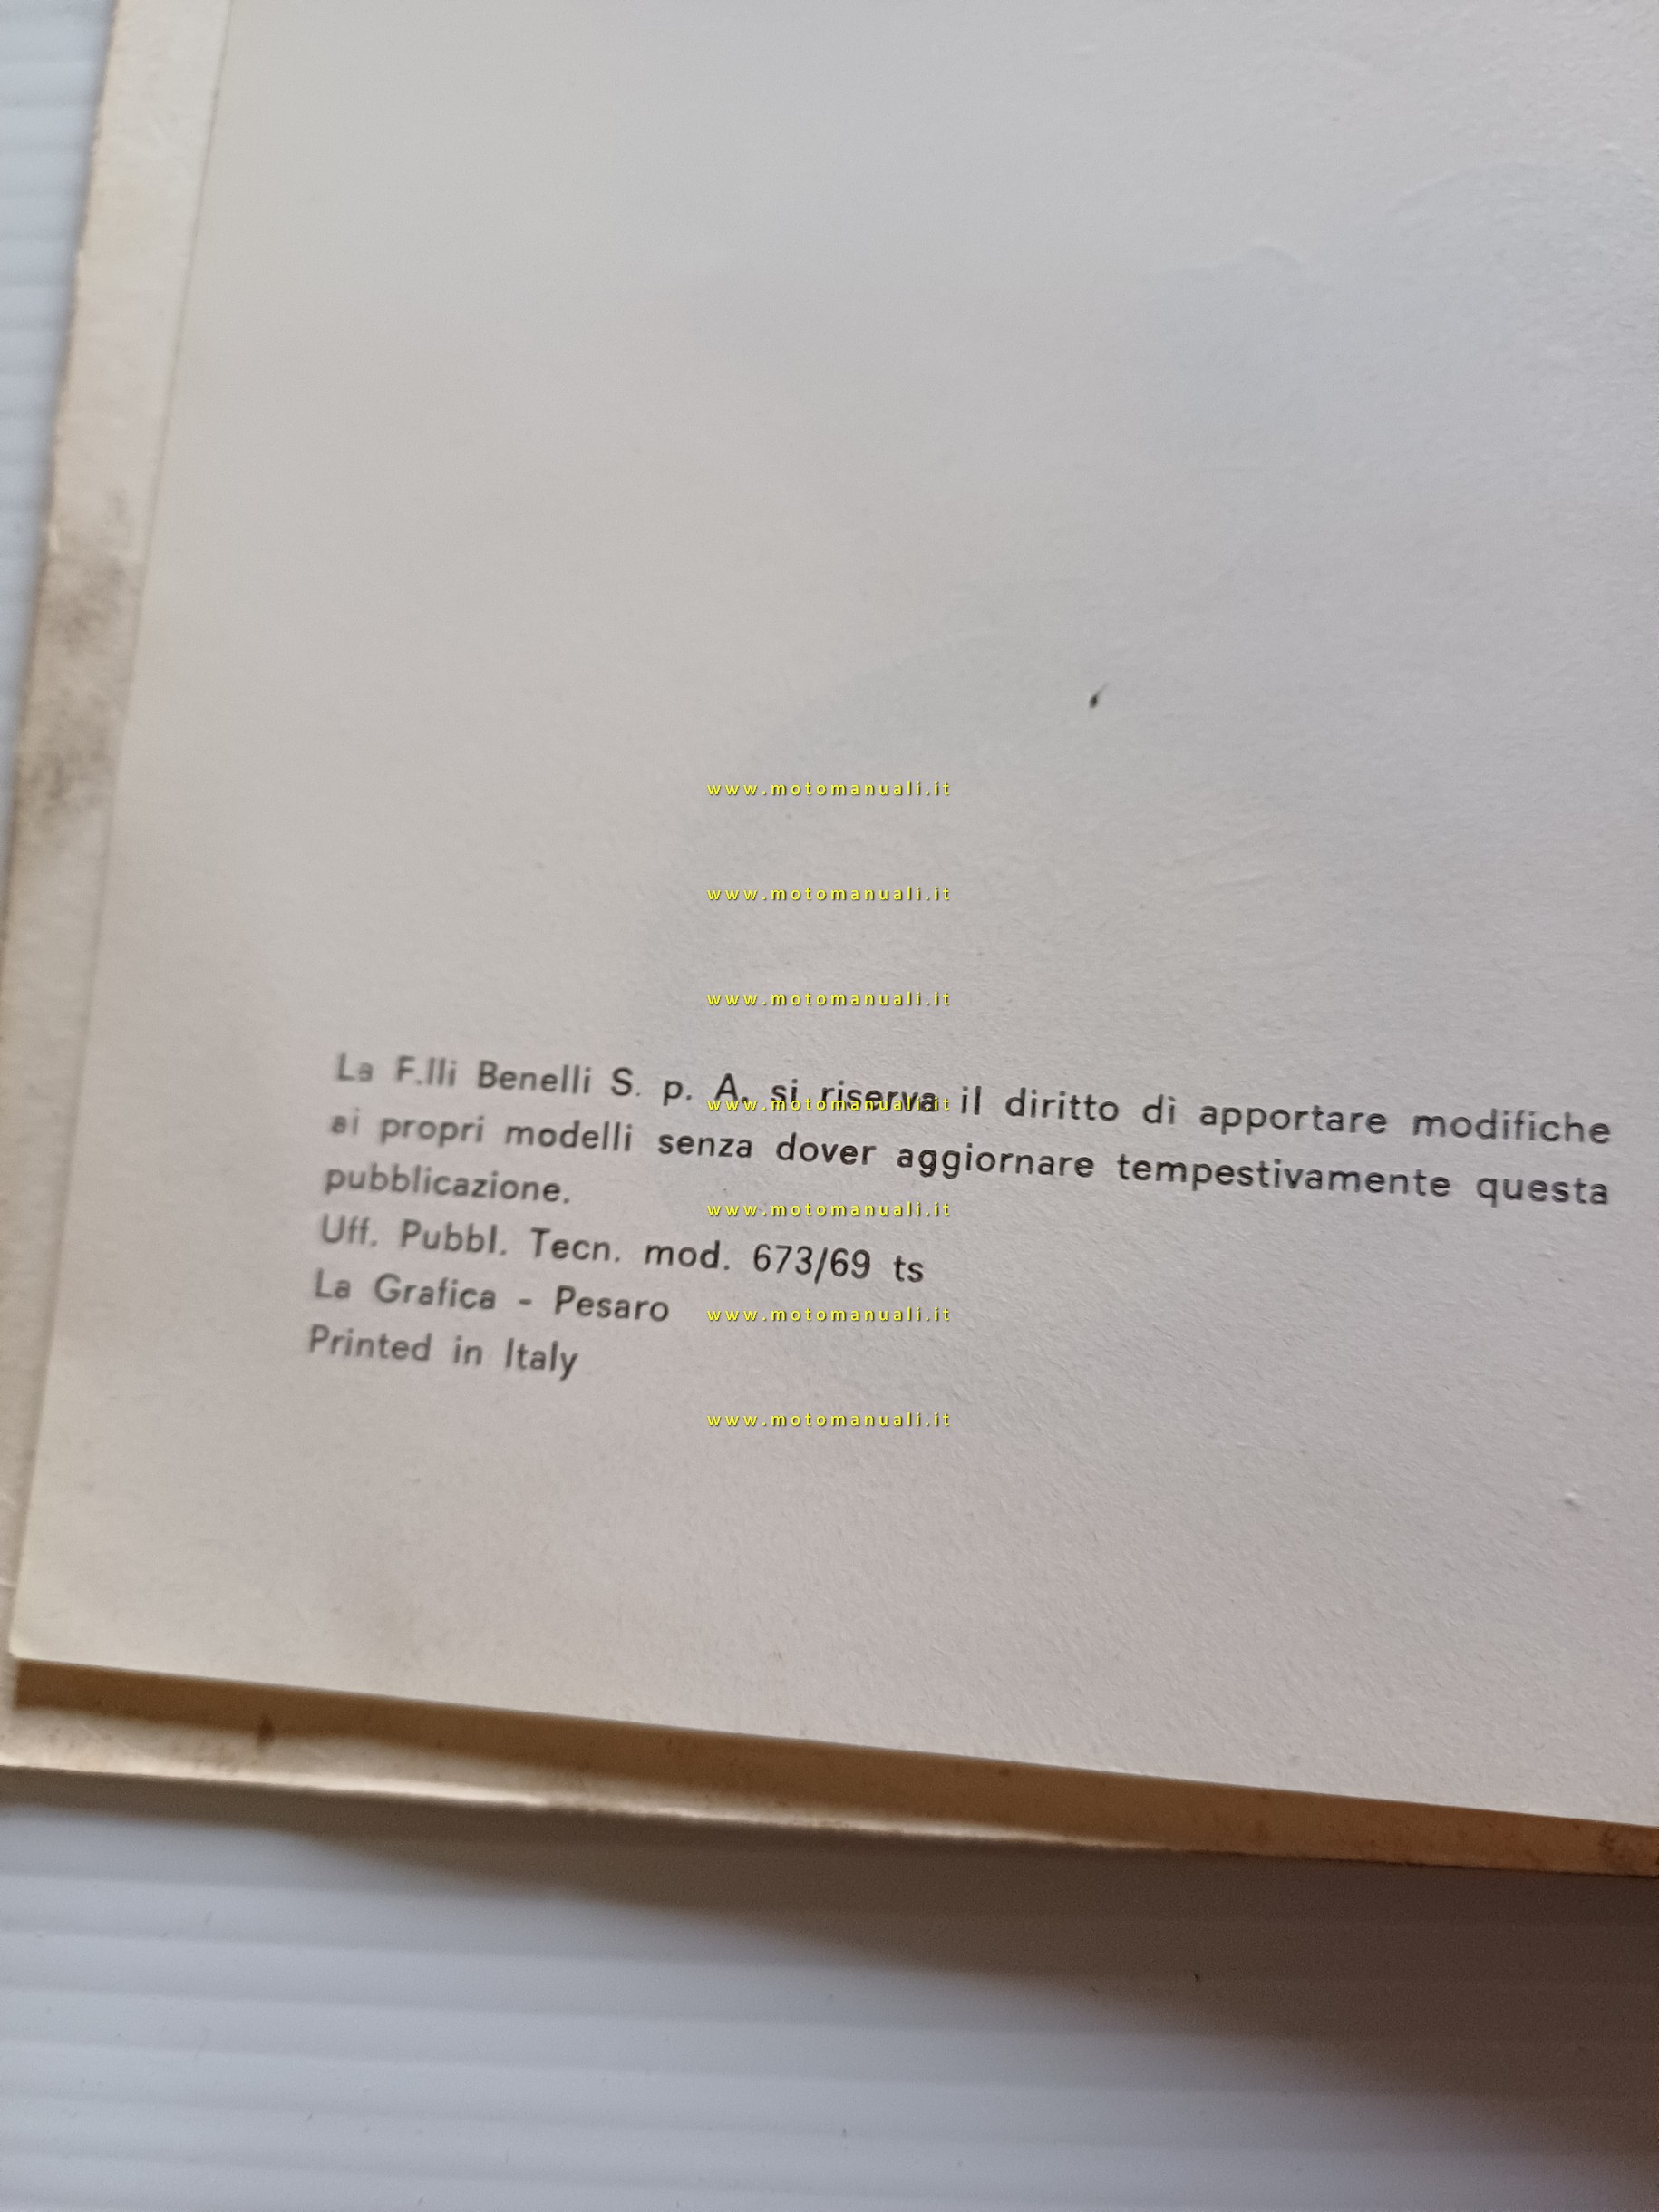 www.motomanuali.it
www.motomanuali.it
www.motomanuali.it
La F.lli Benelli S. p. A. si riserva il diritto di apportare modifiche
www.motomanuali.it
ai propri modelli senza dover aggiornare tempestivamente questa
pubblicazione.
www.motomanuali.it
Uff. Pubbl. Tecn. mod. 673/69 ts
La Grafica - Pesaro
www.motomanuali.it
Printed in Italy
www.motomanuali.it